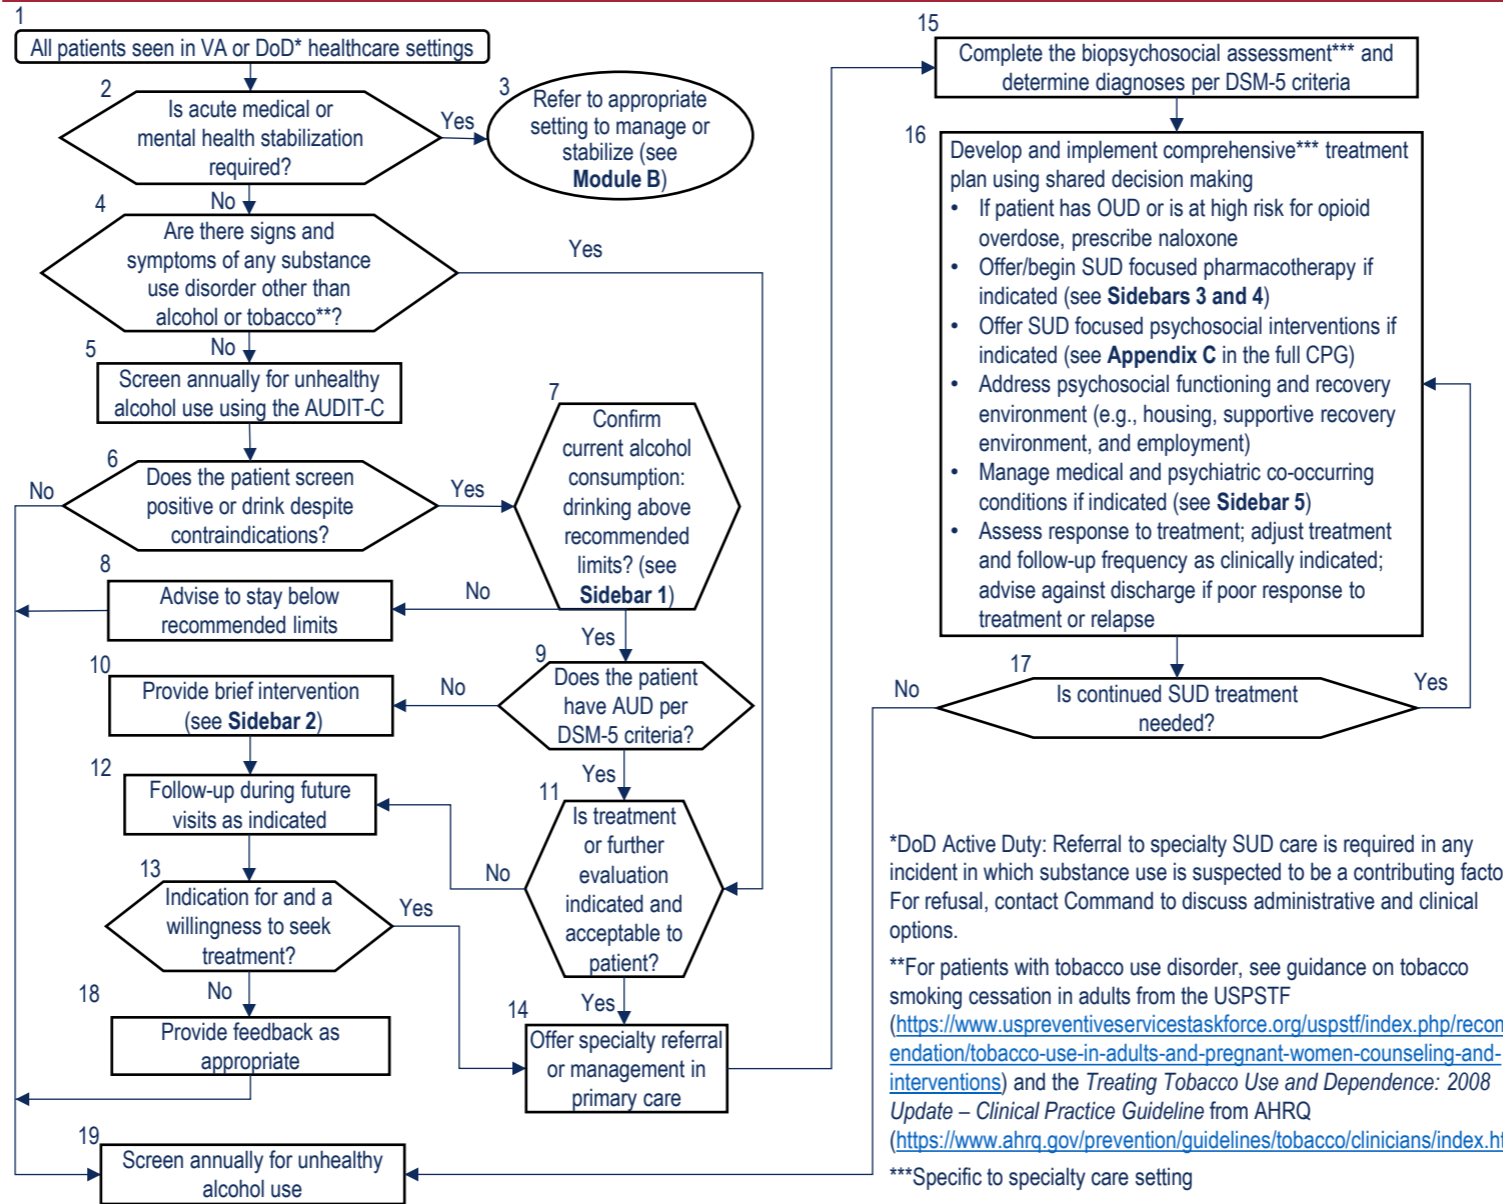 1
All patients seen in VA or DoD* healthcare settings
2
Is acute medical or
mental health stabilization
required?
Yes
No
3
Refer to appropriate
setting to manage or
stabilize (see
Module B)
4
Are there signs and
symptoms of any substance
use disorder other than
alcohol or tobacco**?
Yes
No
5
Screen annually for unhealthy
alcohol use using the AUDIT-C
6
Does the patient screen
positive or drink despite
contraindications?
No
Yes
7
Confirm
current alcohol
consumption:
drinking above
recommended
limits? (see
Sidebar 1)
No
Yes
8
Advise to stay below
recommended limits
9
Does the patient
have AUD per
DSM-5 criteria?
No
Yes
10
Provide brief intervention
(see Sidebar 2)
11
Is treatment
or further
evaluation
indicated and
acceptable to
patient?
No
Yes
12
Follow-up during future
visits as indicated
13
Indication for and a
willingness to seek
treatment?
Yes
No
14
Offer specialty referral
or management in
primary care
18
Provide feedback as
appropriate
19
Screen annually for unhealthy
alcohol use
15
Complete the biopsychosocial assessment*** and
determine diagnoses per DSM-5 criteria
16
Develop and implement comprehensive*** treatment
plan using shared decision making
• If patient has OUD or is at high risk for opioid
overdose, prescribe naloxone
• Offer/begin SUD focused pharmacotherapy if
indicated (see Sidebars 3 and 4)
• Offer SUD focused psychosocial interventions if
indicated (see Appendix C in the full CPG)
• Address psychosocial functioning and recovery
environment (e.g., housing, supportive recovery
environment, and employment)
• Manage medical and psychiatric co-occurring
conditions if indicated (see Sidebar 5)
• Assess response to treatment; adjust treatment
and follow-up frequency as clinically indicated;
advise against discharge if poor response to
treatment or relapse
17
Is continued SUD treatment
needed?
No
Yes
*DoD Active Duty: Referral to specialty SUD care is required in any
incident in which substance use is suspected to be a contributing facto
For refusal, contact Command to discuss administrative and clinical
options.
**For patients with tobacco use disorder, see guidance on tobacco
smoking cessation in adults from the USPSTF
(https://www.uspreventiveservicestaskforce.org/uspstf/index.php/recon
endation/tobacco-use-in-adults-and-pregnant-women-counseling-and-
interventions) and the Treating Tobacco Use and Dependence: 2008
Update – Clinical Practice Guideline from AHRQ
(https://www.ahrq.gov/prevention/guidelines/tobacco/clinicians/index.ht
***Specific to specialty care setting